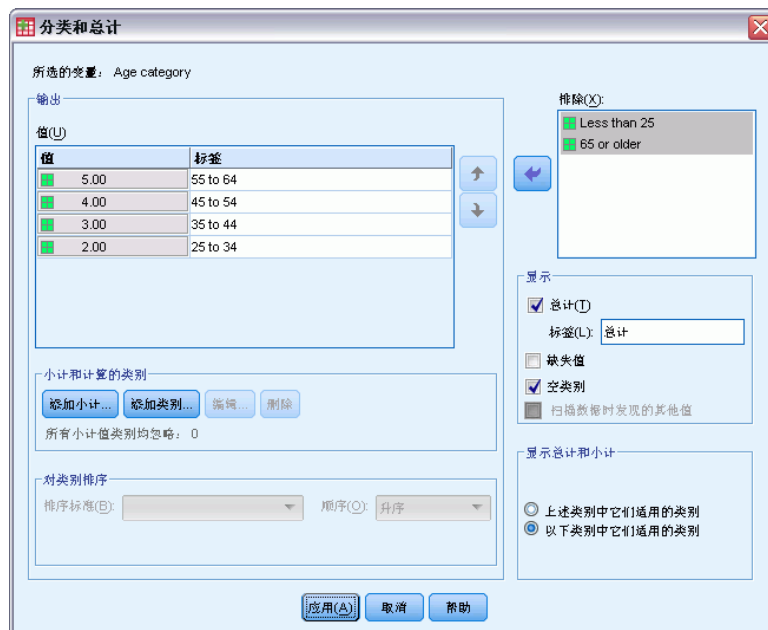 分类和总计
所选的变量： Age category
输出
值(U)
值 标签
5.00 55 to 64
4.00 45 to 54
3.00 35 to 44
2.00 25 to 34
小计和计算的类别
添加小计... 添加类别... 编辑... 删除
所有小计值类别均忽略： 0
对类别排序
排序标准(B): 顺序(O): 升序
排除(X):
Less than 25
65 or older
显示
总计(T)
标签(L): 总计
缺失值
空类别
扫描数据时发现的其他值
显示总计和小计
上述类别中它们适用的类别
以下类别中它们适用的类别
应用(A) 取消 帮助